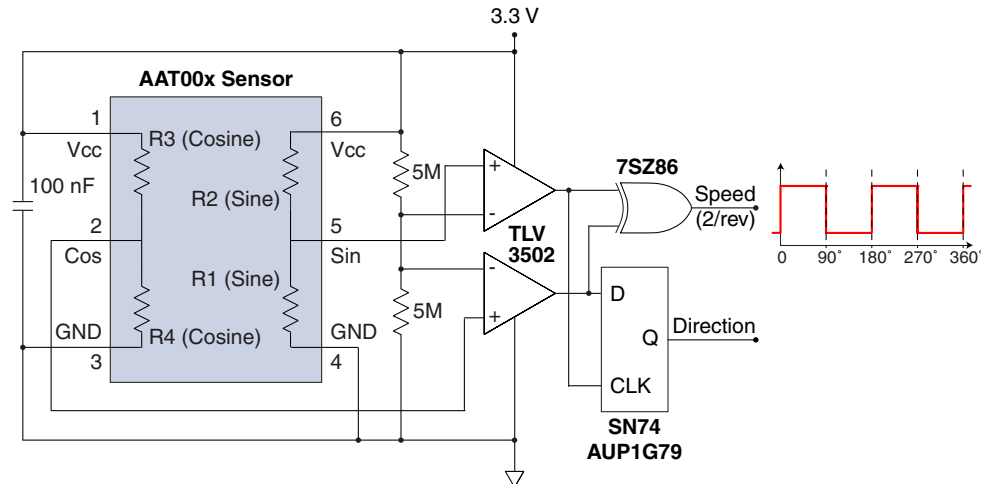 3.3 V
AAT00x Sensor
1
Vcc
R3 (Cosine)
6
Vcc
R2 (Sine)
100 nF
2
Cos
5
Sin
R1 (Sine)
R4 (Cosine)
GND
3
GND
4
5M
5M
+
-
TLV
3502
-
+
7SZ86
Speed
(2/rev)
0
90°
180°
270°
360°
D
Q
CLK
Direction
SN74
AUP1G79